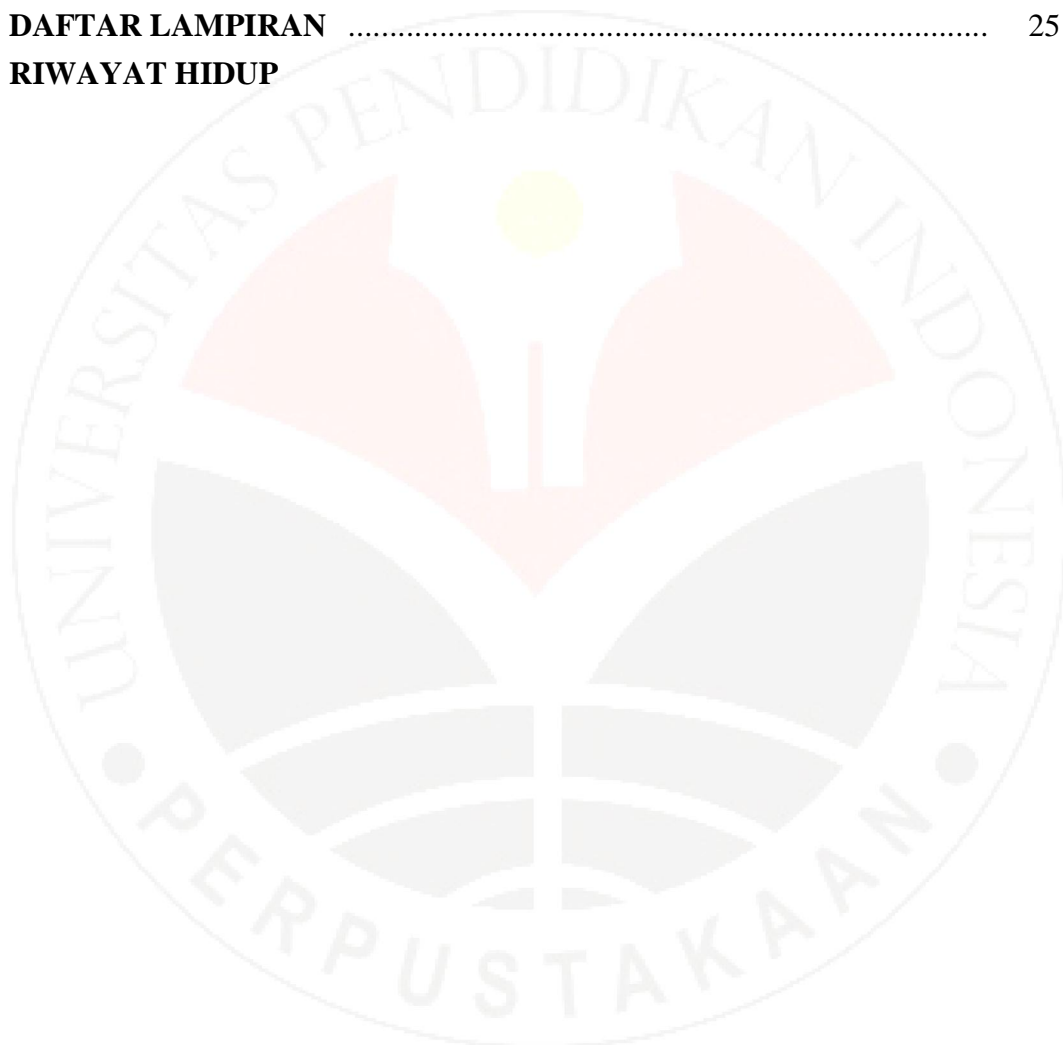 DAFTAR LAMPIRAN ..................................................................... 25
RIWAYAT HIDUP
UNIVERSITAS PENDIDIKAN INDONESIA
PERPUSTAKAAN